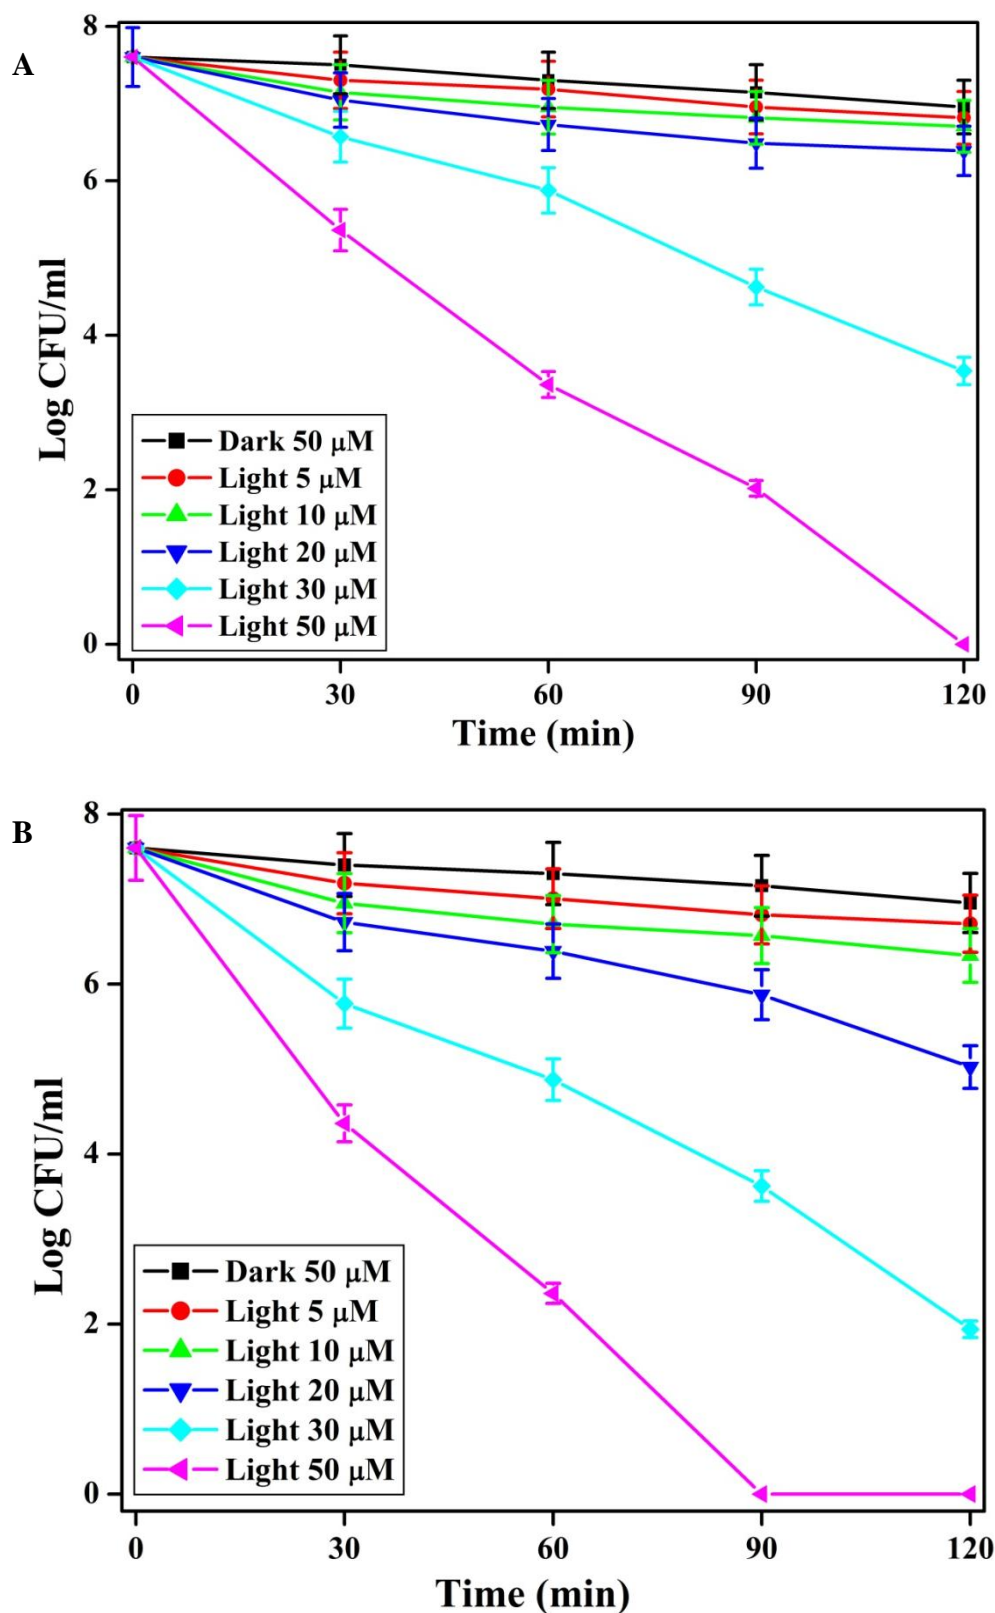 A
8
6
4
2
0
Log CFU/ml
Dark 50 μM
Light 5 μM
Light 10 μM
Light 20 μM
Light 30 μM
Light 50 μM
0 30 60 90 120
Time (min)
B
8
6
4
2
0
Log CFU/ml
Dark 50 μM
Light 5 μM
Light 10 μM
Light 20 μM
Light 30 μM
Light 50 μM
0 30 60 90 120
Time (min)